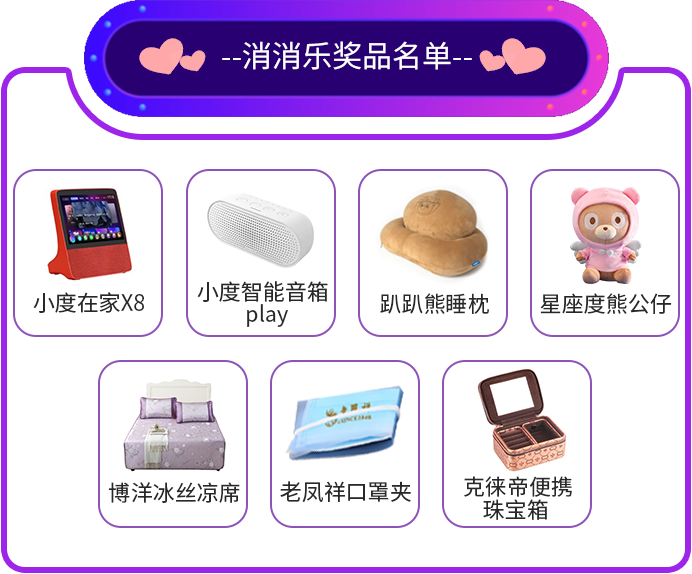 --消消乐奖品名单--
小度在家X8
小度智能音箱
play
趴趴熊睡枕
星座度熊公仔
博洋冰丝凉席
老凤祥口罩夹
克徕帝便携
珠宝箱